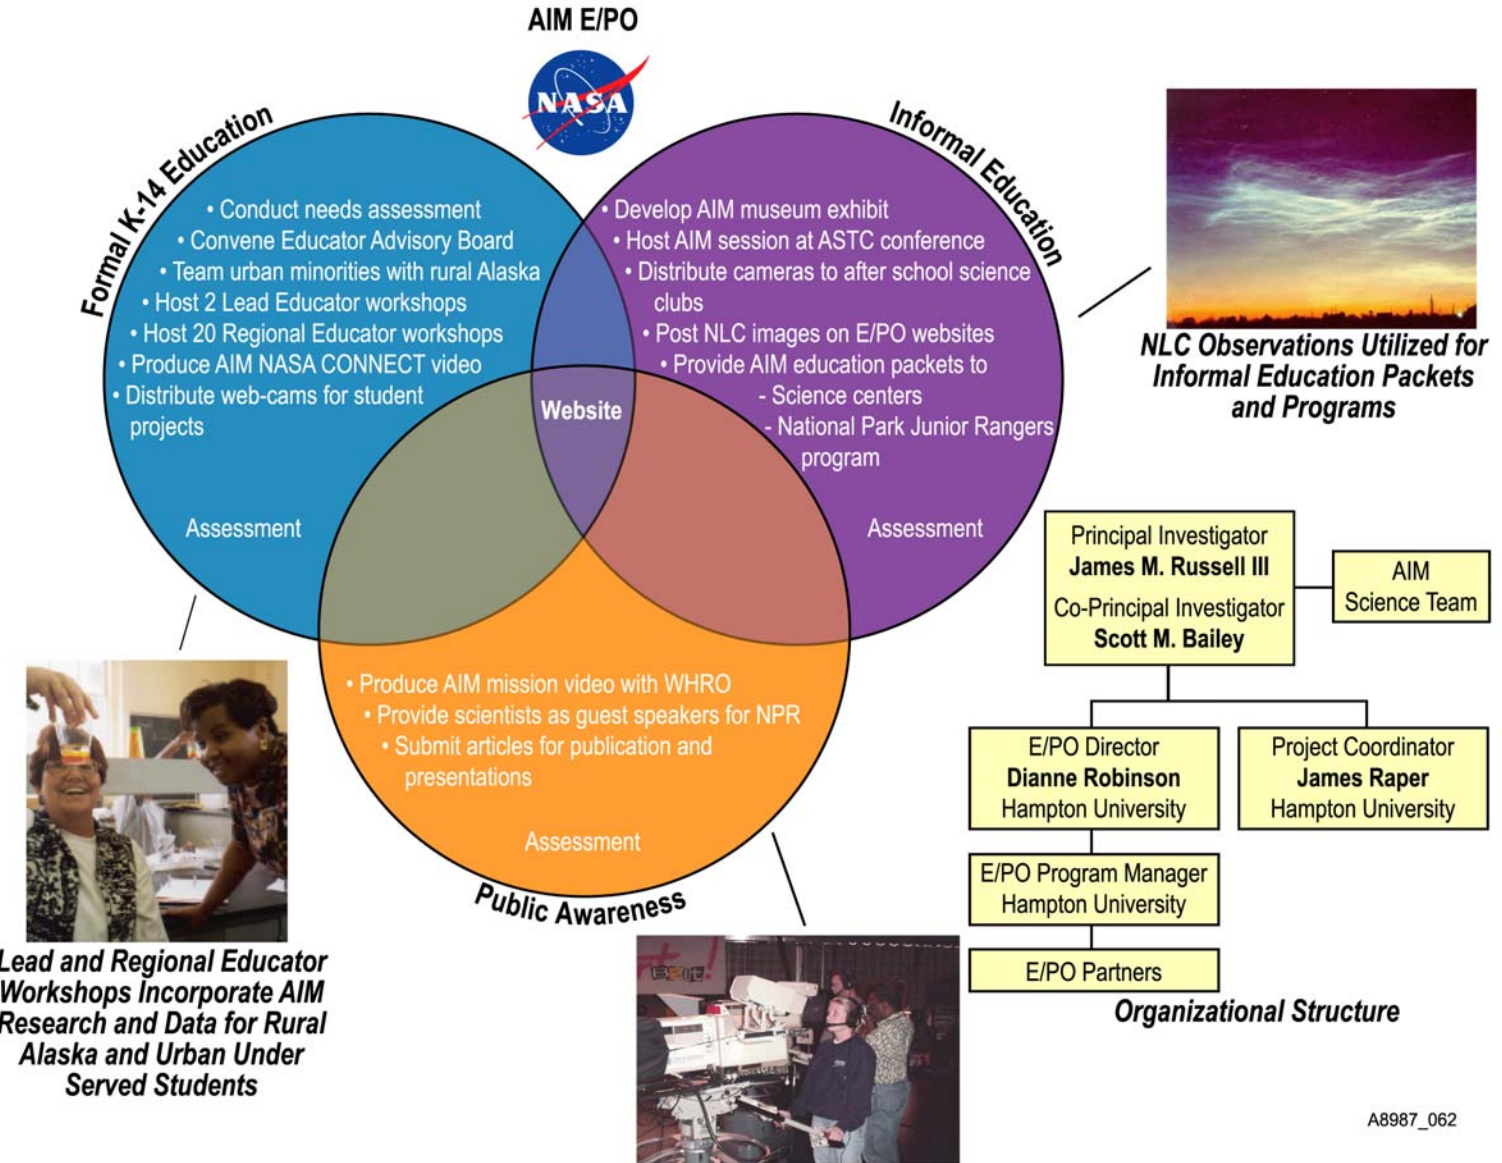 AIM E/PO
NASA
Formal K-14 Education
• Conduct needs assessment
• Convene Educator Advisory Board
• Team urban minorities with rural Alaska
• Host 2 Lead Educator workshops
• Host 20 Regional Educator workshops
• Produce AIM NASA CONNECT video
• Distribute web-cams for student
projects
Assessment
Informal Education
• Develop AIM museum exhibit
• Host AIM session at ASTC conference
• Distribute cameras to after school science
clubs
• Post NLC images on E/PO websites
• Provide AIM education packets to
- Science centers
- National Park Junior Rangers
program
Assessment
Website
• Produce AIM mission video with WHRO
• Provide scientists as guest speakers for NPR
• Submit articles for publication and
presentations
Assessment
Public Awareness
NLC Observations Utilized for
Informal Education Packets
and Programs
Principal Investigator
James M. Russell III
Co-Principal Investigator
Scott M. Bailey
AIM
Science Team
E/PO Director
Dianne Robinson
Hampton University
Project Coordinator
James Raper
Hampton University
E/PO Program Manager
Hampton University
E/PO Partners
Organizational Structure
Lead and Regional Educator
Workshops Incorporate AIM
Research and Data for Rural
Alaska and Urban Under
Served Students
A8987_062